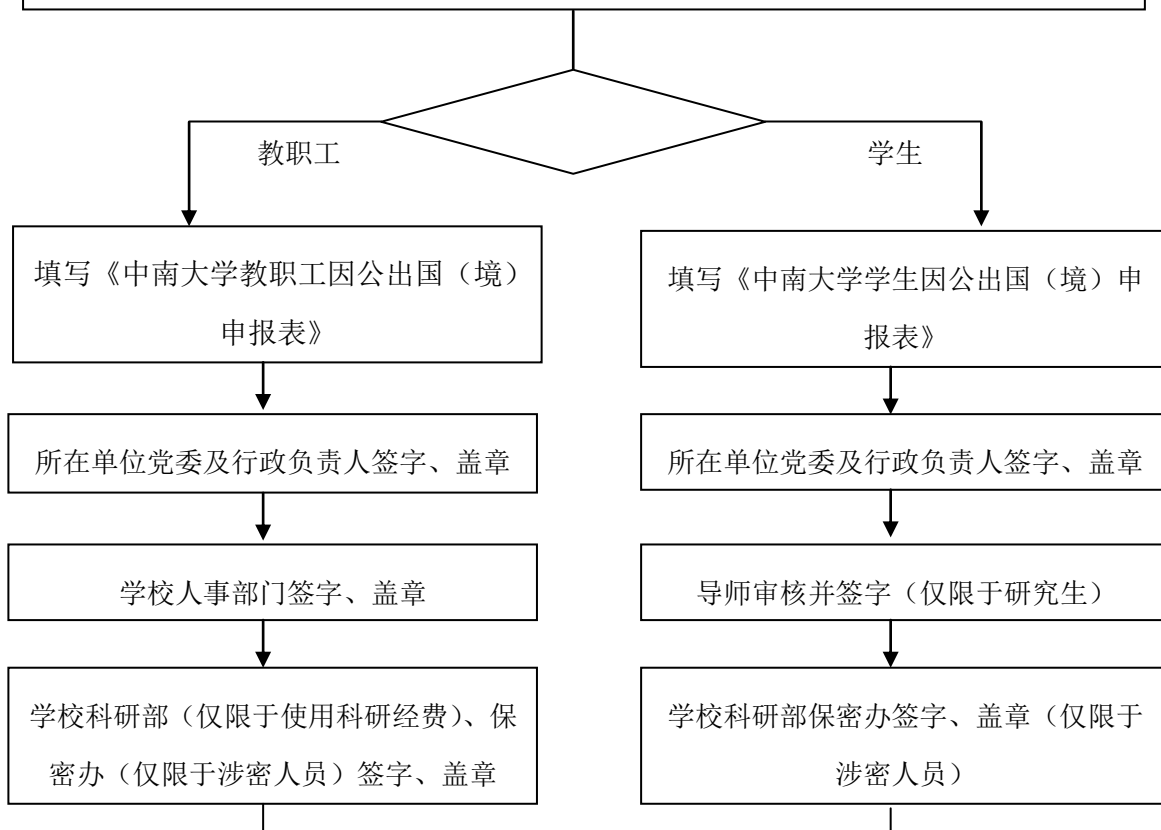 教职工
学生
填写《中南大学教职工因公出国（境）
申报表》
填写《中南大学学生因公出国（境）申
报表》
所在单位党委及行政负责人签字、盖章
所在单位党委及行政负责人签字、盖章
学校人事部门签字、盖章
导师审核并签字（仅限于研究生）
学校科研部（仅限于使用科研经费）、保
密办（仅限于涉密人员）签字、盖章
学校科研部保密办签字、盖章（仅限于
涉密人员）